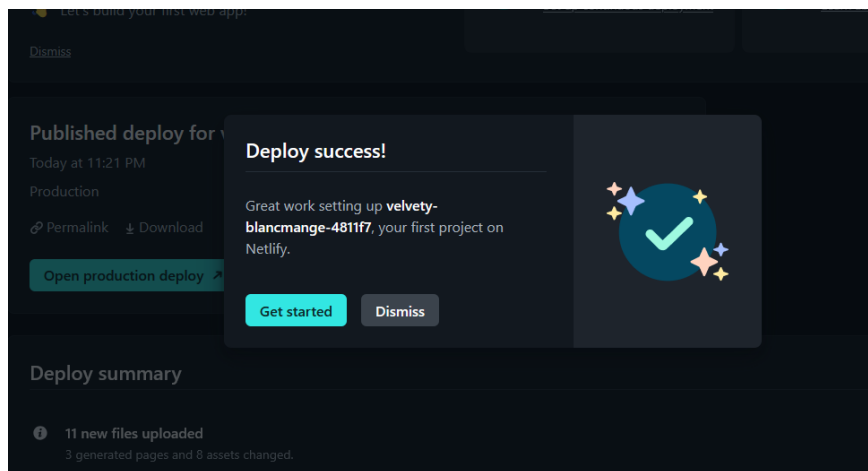 Let's build your first web app!
Dismiss
Published deploy for
Today at 11:21 PM
Production
Permalink Download
Open production deploy
Deploy success!
Great work setting up velvety-
blancmange-4811f7, your first project on
Netlify.
Get started Dismiss
Deploy summary
11 new files uploaded
3 generated pages and 8 assets changed.